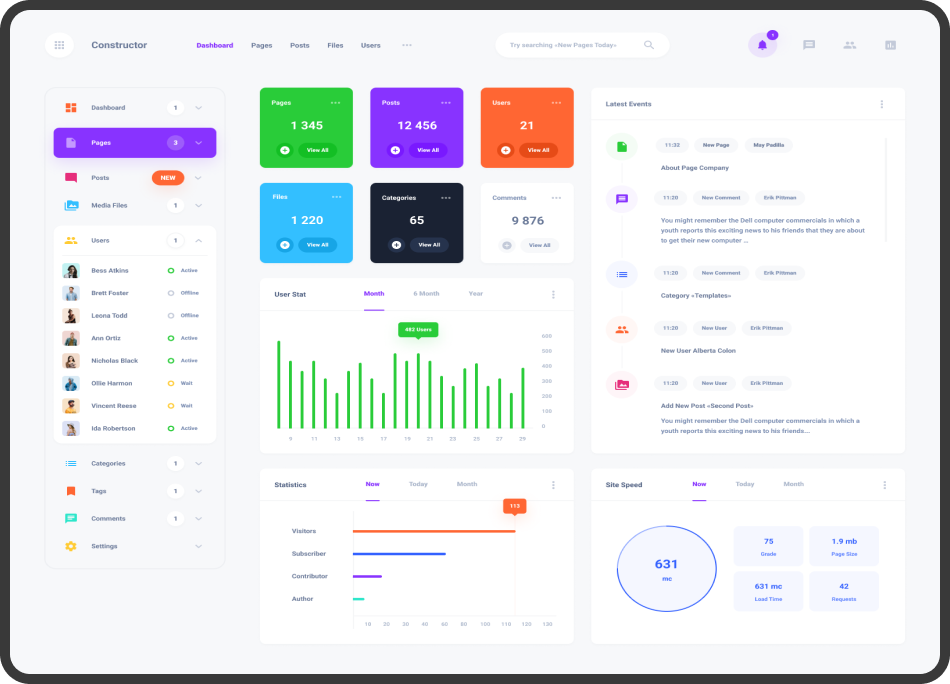 Constructor
Dashboard Pages Posts Files Users
Try searching «New Pages Today»
1
Dashboard 1
Pages 3
Posts NEW
Media Files 1
Users 1
Bess Atkins Active
Brett Foster Offline
Leona Todd Offline
Ann Ortiz Active
Nicholas Black Active
Ollie Harmon Wait
Vincent Reese Wait
Ida Robertson Active
Categories 1
Tags 1
Comments 1
Settings
Pages
1 345
View All
Posts
12 456
View All
Users
21
View All
Files
1 220
View All
Categories
65
View All
Comments
9 876
View All
User Stat Month 6 Month Year
482 Users
600
500
400
300
200
100
0
9 11 13 15 17 19 21 23 25 27 29
Statistics Now Today Month
113
Visitors
Subscriber
Contributor
Author
10 20 30 40 60 80 100 110 120 130
Latest Events
11:32 New Page May Padilla
About Page Company
11:20 New Comment Erik Pittman
You might remember the Dell computer commercials in which a
youth reports this exciting news to his friends that they are about
to get their new computer ...
11:20 New Comment Erik Pittman
Category «Templates»
11:20 New User Erik Pittman
New User Alberta Colon
11:20 New User Erik Pittman
Add New Post «Second Post»
You might remember the Dell computer commercials in which a
youth reports this exciting news to his friends...
Site Speed Now Today Month
631
mc
75
Grade
1.9 mb
Page Size
631 mc
Load Time
42
Requests